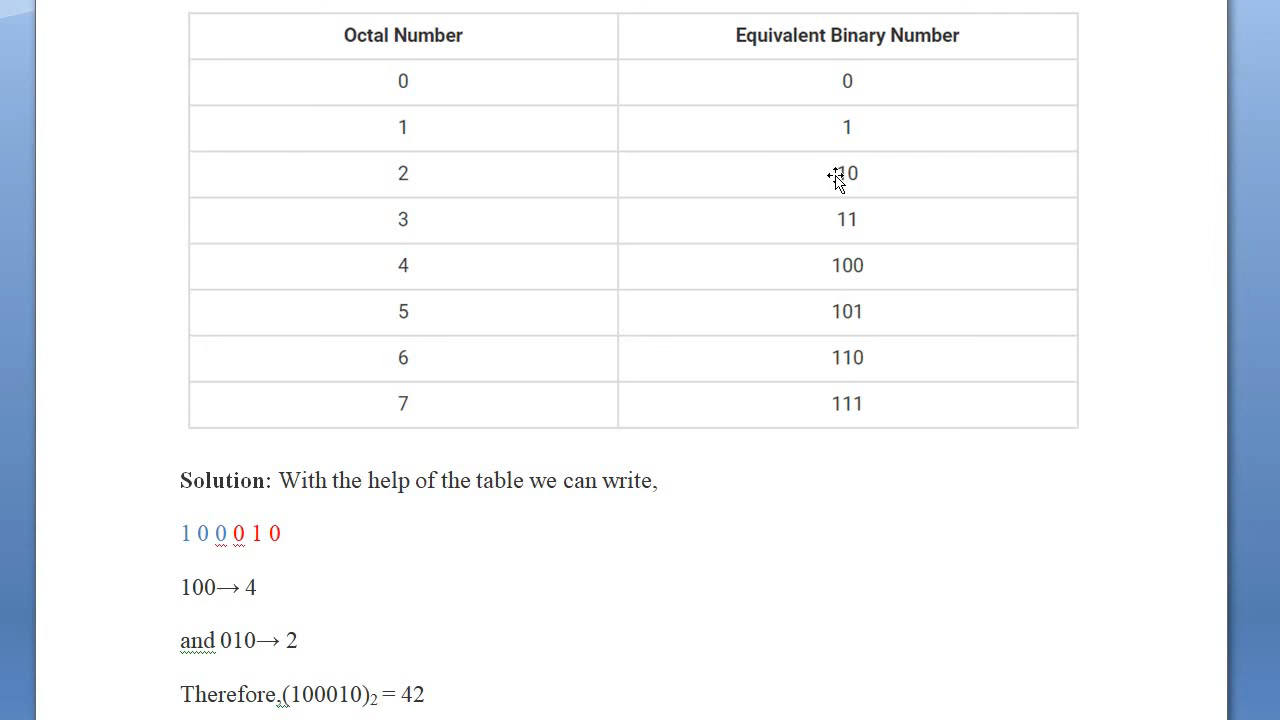 Octal Number Equivalent Binary Number
0 0
1 1
2 10
3 11
4 100
5 101
6 110
7 111
Solution: With the help of the table we can write,
1 0 0 0 1 0
100→ 4
and 010→ 2
Therefore,(100010)₂ = 42